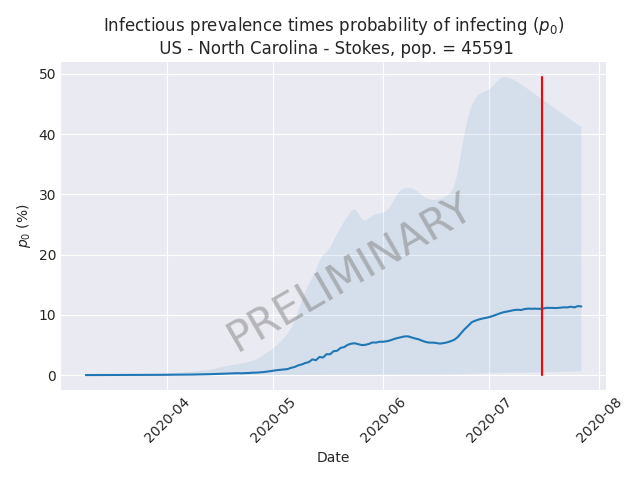 Infectious prevalence times probability of infecting (p₀)
US - North Carolina - Stokes, pop. = 45591
50
40
30
20
10
0
p₀ (%)
PRELIMINARY
2020-04
2020-05
2020-06
2020-07
2020-08
Date